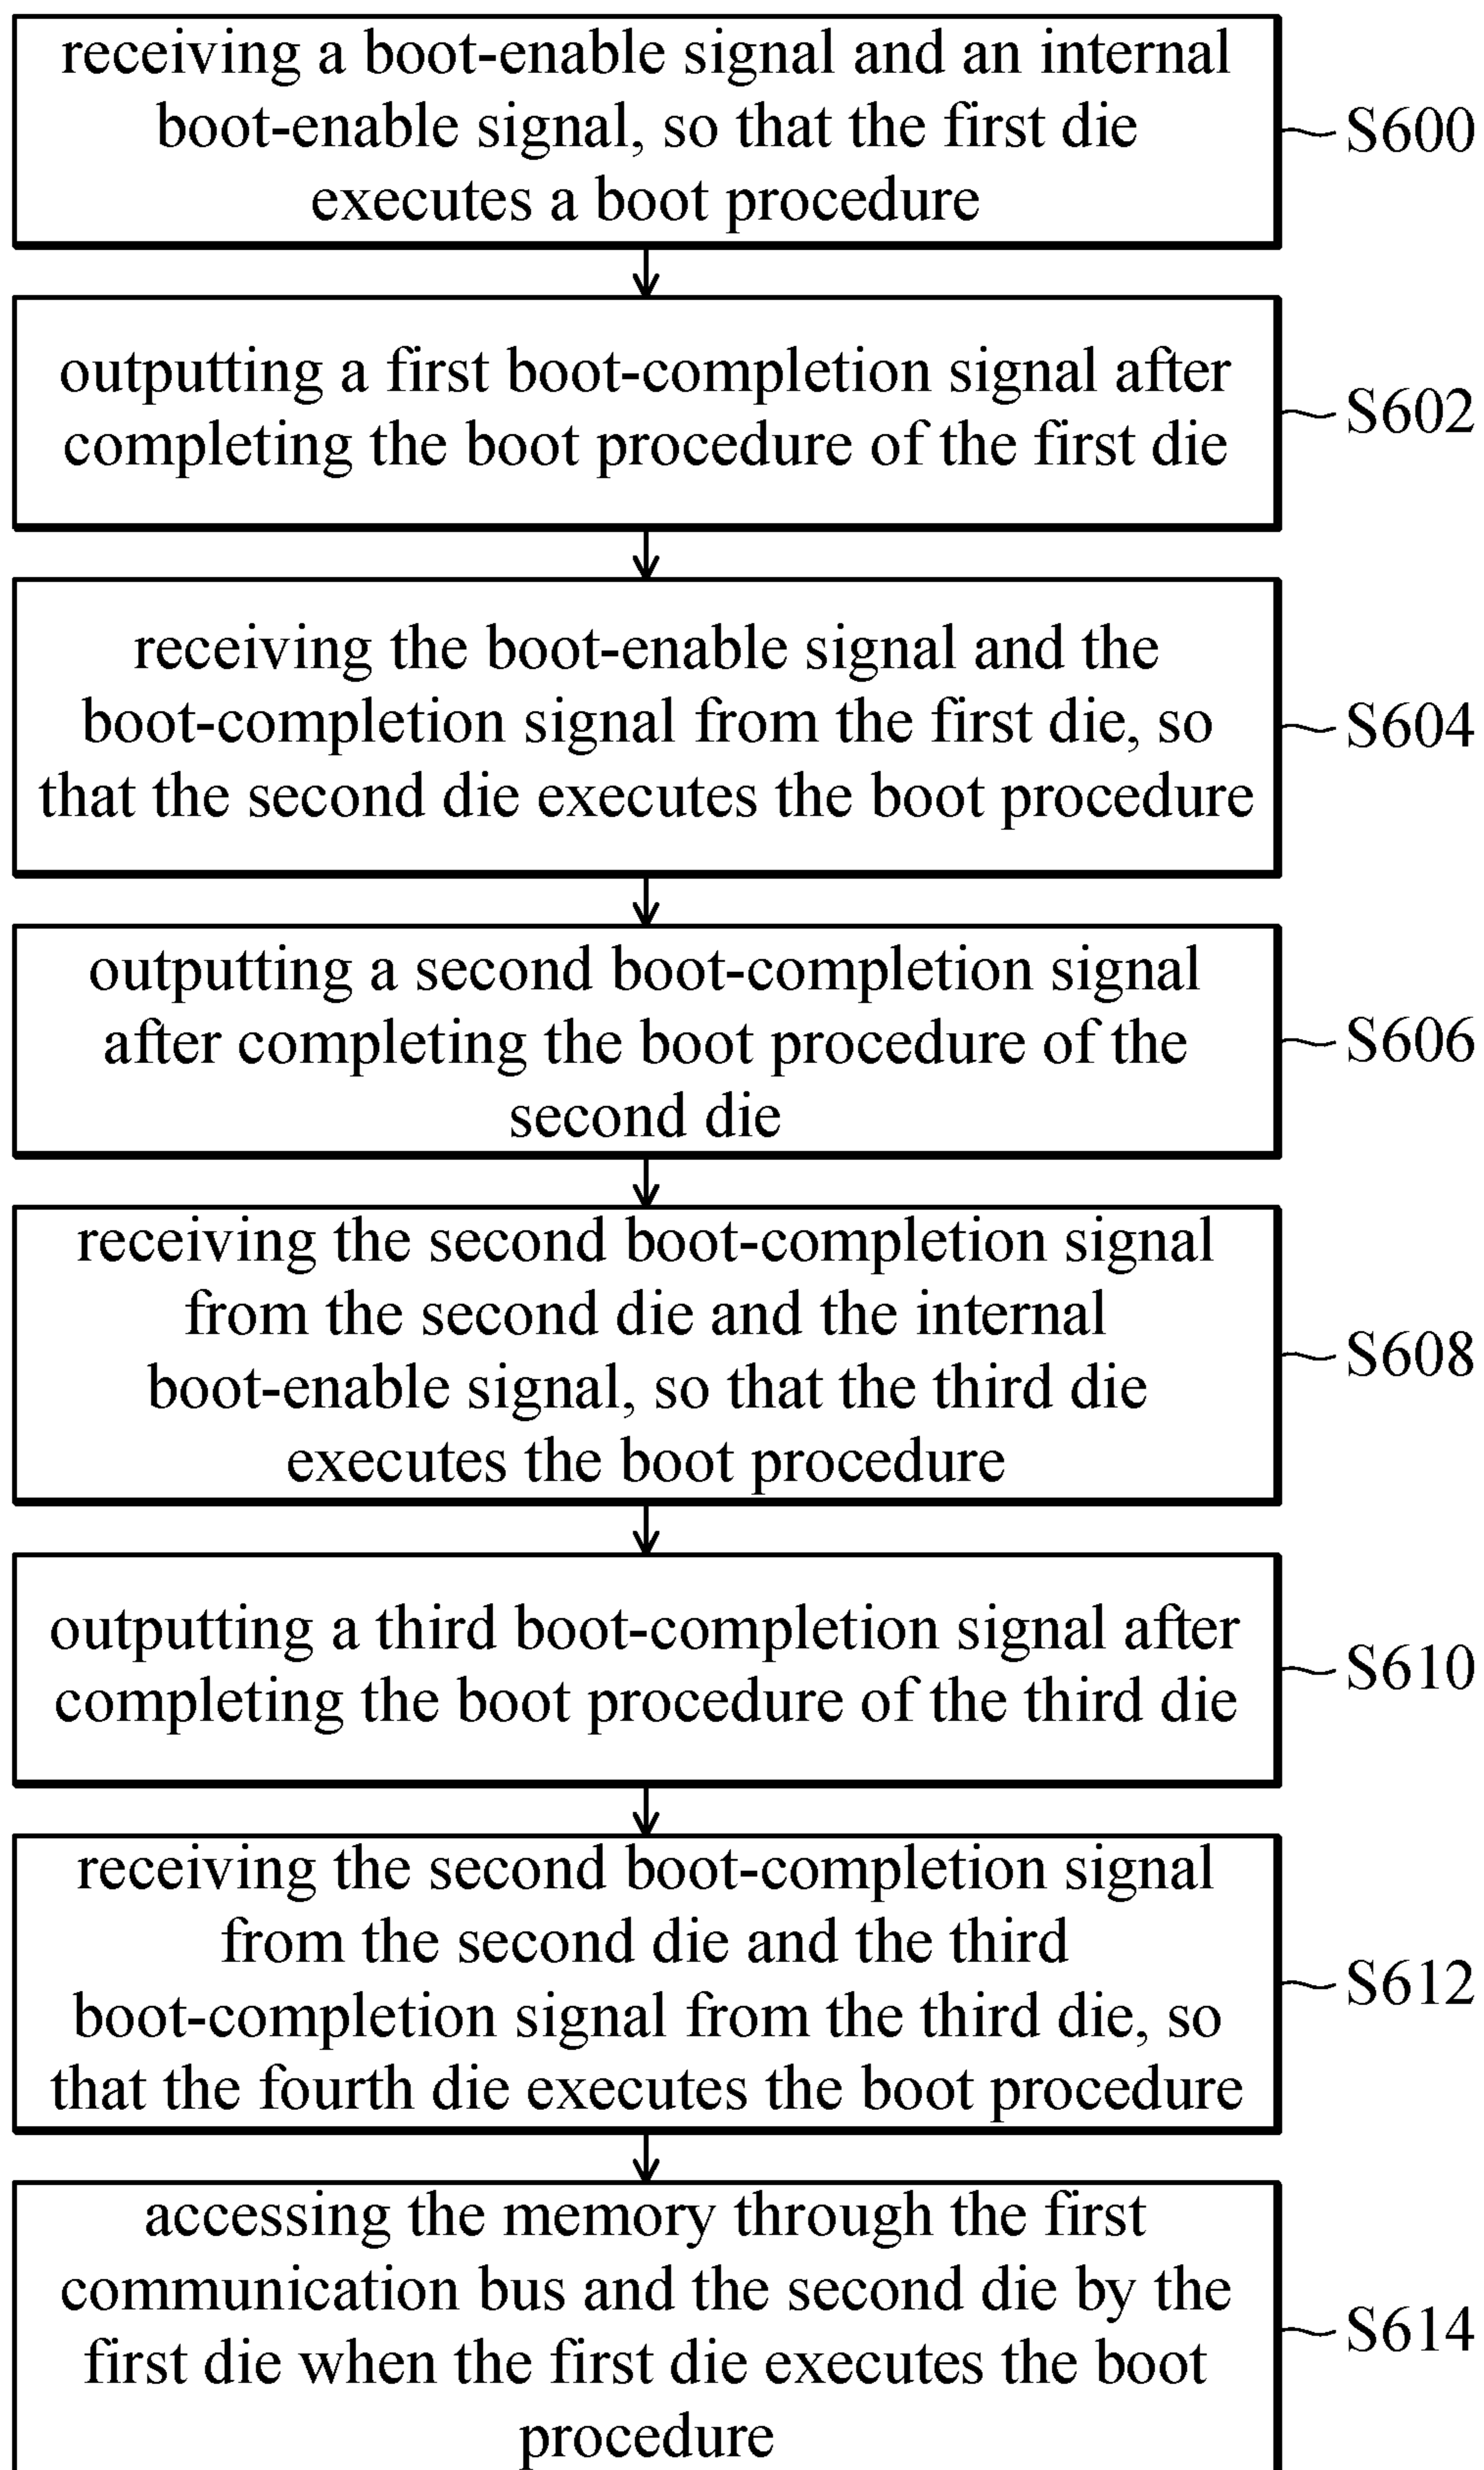 receiving a boot-enable signal and an internal
boot-enable signal, so that the first die
executes a boot procedure
S600
outputting a first boot-completion signal after
completing the boot procedure of the first die
S602
receiving the boot-enable signal and the
boot-completion signal from the first die, so
that the second die executes the boot procedure
S604
outputting a second boot-completion signal
after completing the boot procedure of the
second die
S606
receiving the second boot-completion signal
from the second die and the internal
boot-enable signal, so that the third die
executes the boot procedure
S608
outputting a third boot-completion signal after
completing the boot procedure of the third die
S610
receiving the second boot-completion signal
from the second die and the third
boot-completion signal from the third die, so
that the fourth die executes the boot procedure
S612
accessing the memory through the first
communication bus and the second die by the
first die when the first die executes the boot
procedure
S614